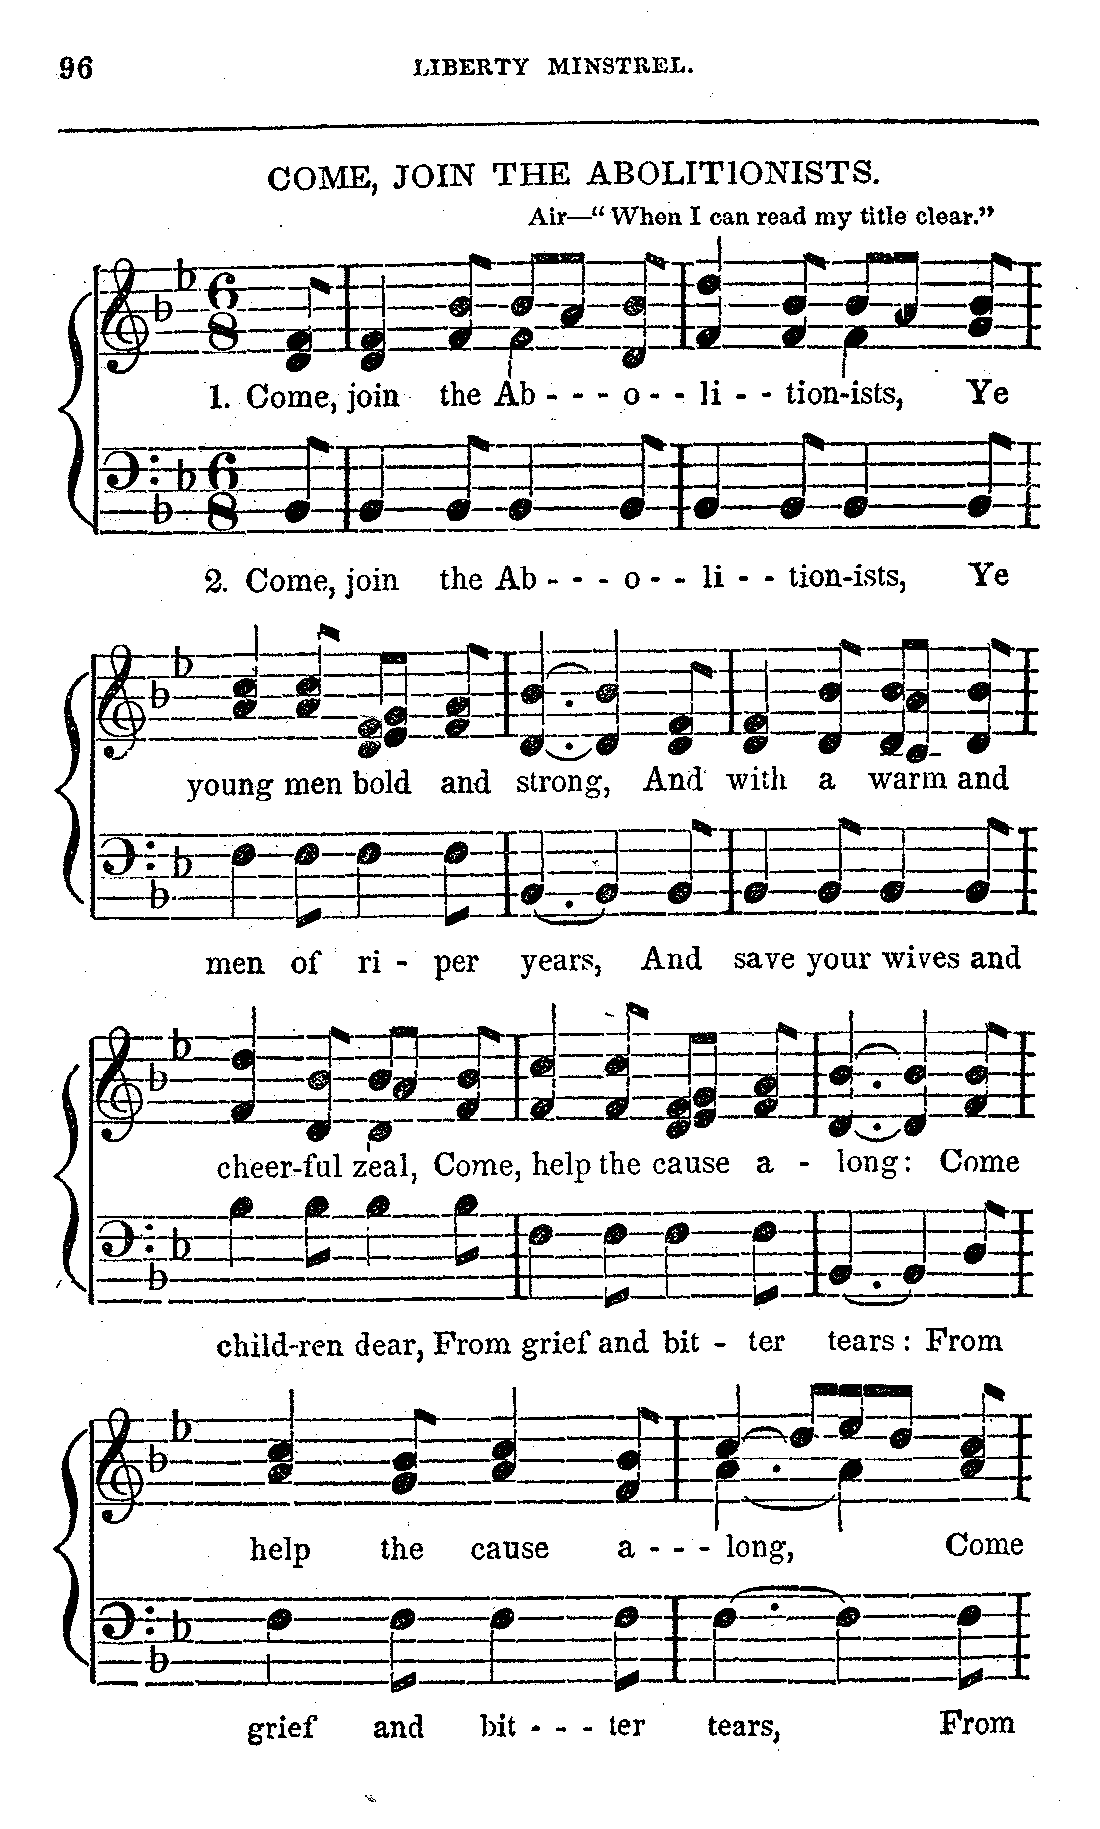 96 LIBERTY MINSTREL.
COME, JOIN THE ABOLITIONISTS.
Air—“When I can read my title clear.”
6
8
1. Come, join the Ab - - - o - - li - - tion-ists, Ye
6
8
2. Come, join the Ab - - - o - - li - - tion-ists, Ye
young men bold and strong, And with a warm and
men of ri - per years, And save your wives and
cheer-ful zeal, Come, help the cause a - long: Come
child-ren dear, From grief and bit - ter tears: From
help the cause a - - - long, Come
grief and bit - - - ter tears, From